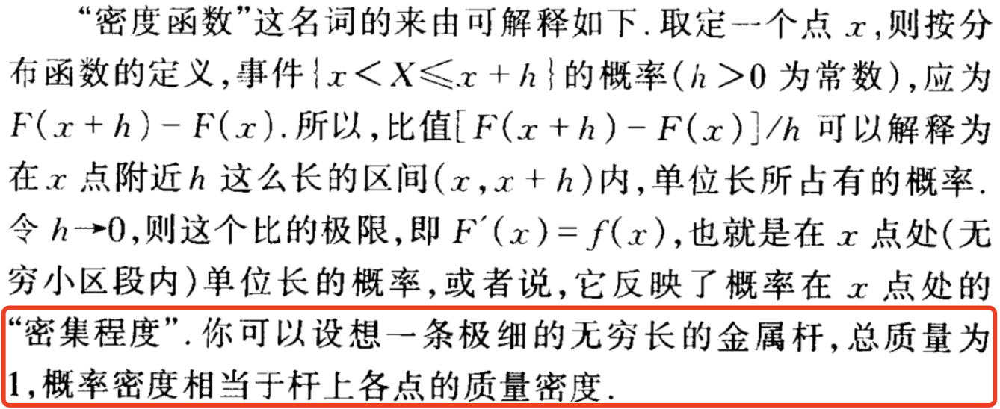 “密度函数”这名词的来由可解释如下.取定一个点 x,则按分
布函数的定义,事件{x<X≤x+h}的概率(h>0 为常数),应为
F(x+h)-F(x).所以,比值[F(x+h)-F(x)]/h 可以解释为
在 x 点附近 h 这么长的区间(x,x+h)内,单位长所占有的概率.
令 h→0,则这个比的极限,即 F′(x)=f(x),也就是在 x 点处(无
穷小区段内)单位长的概率,或者说,它反映了概率在 x 点处的
“密集程度”.你可以设想一条极细的无穷长的金属杆,总质量为
1,概率密度相当于杆上各点的质量密度.